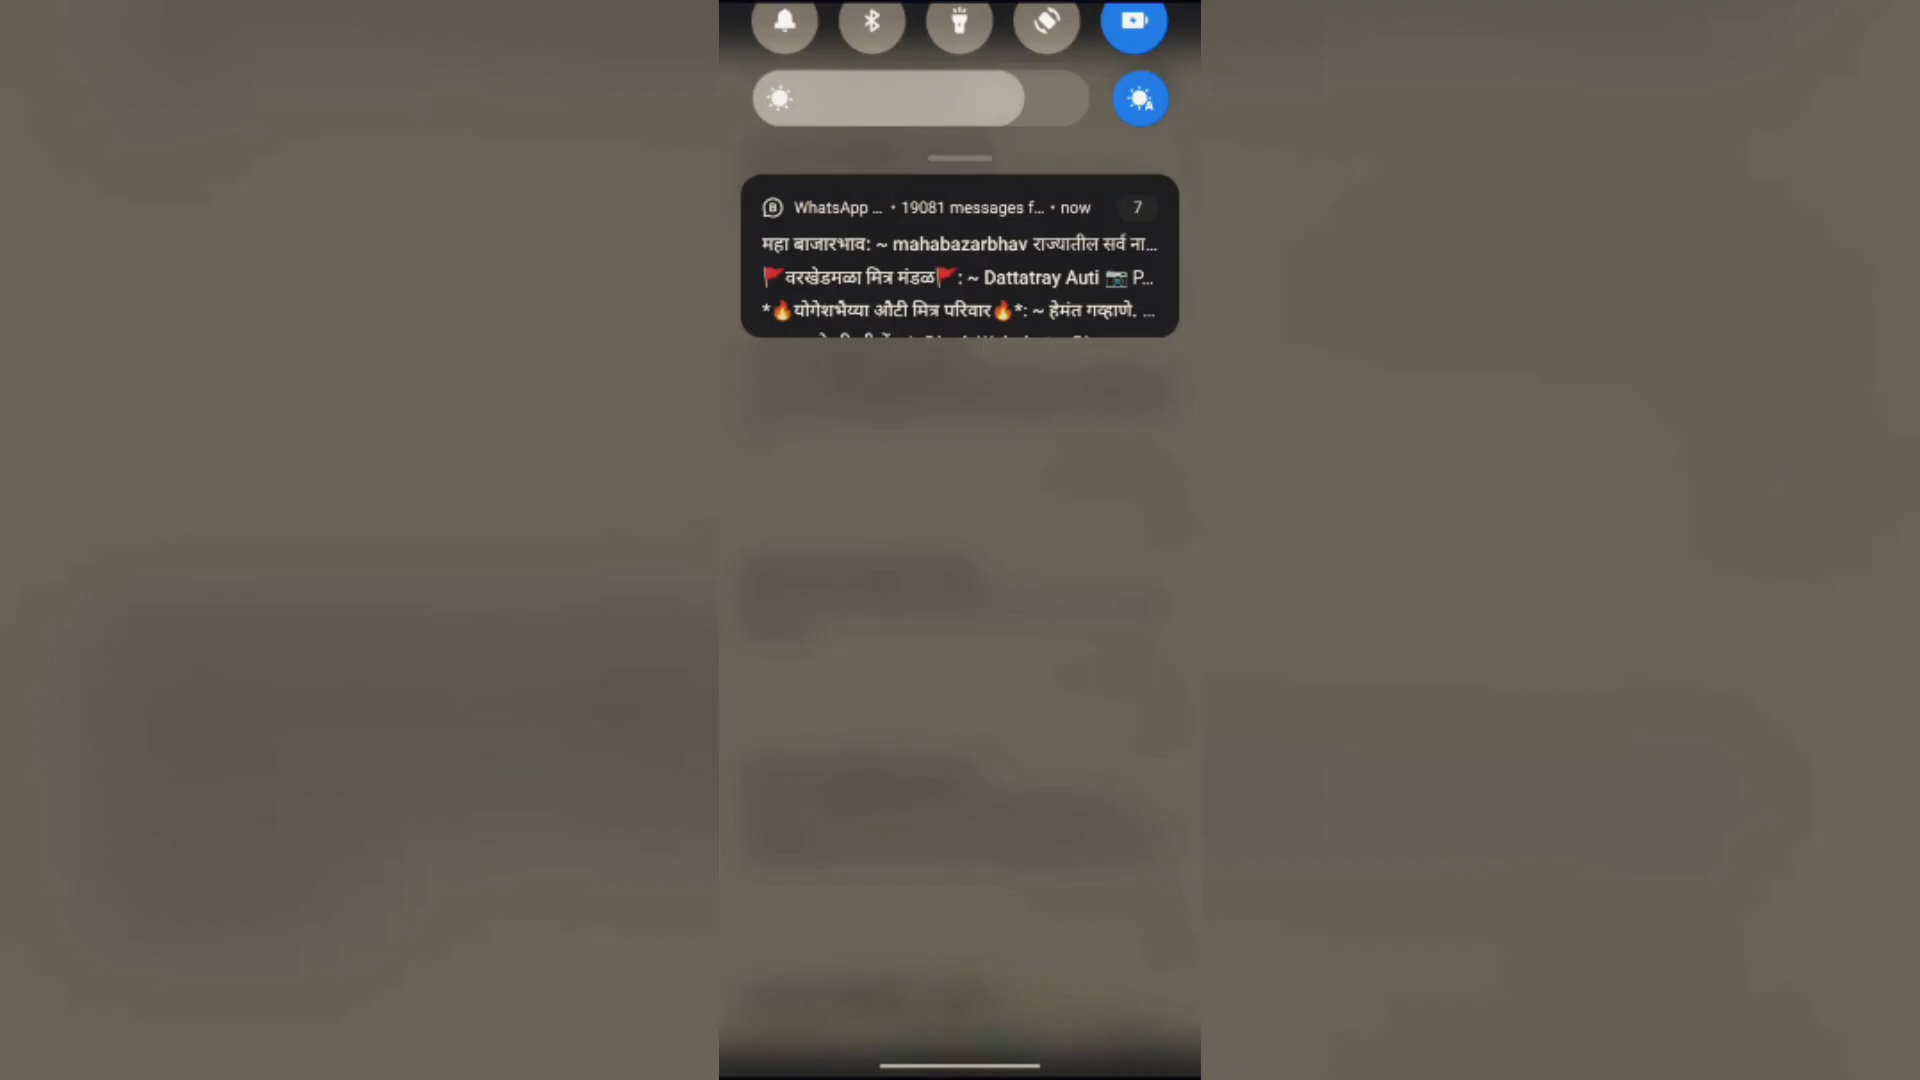 WhatsApp ... • 19081 messages f... • now 7
महा बाजारभाव: ~ mahabazarbhav राज्यातील सर्व ना...
🚩वरखेडमळा मित्र मंडळ🚩: ~ Dattatray Auti 📷 P...
*🔥योगेशभैय्या औटी मित्र परिवार🔥*: ~ हेमंत गव्हाणे. ...